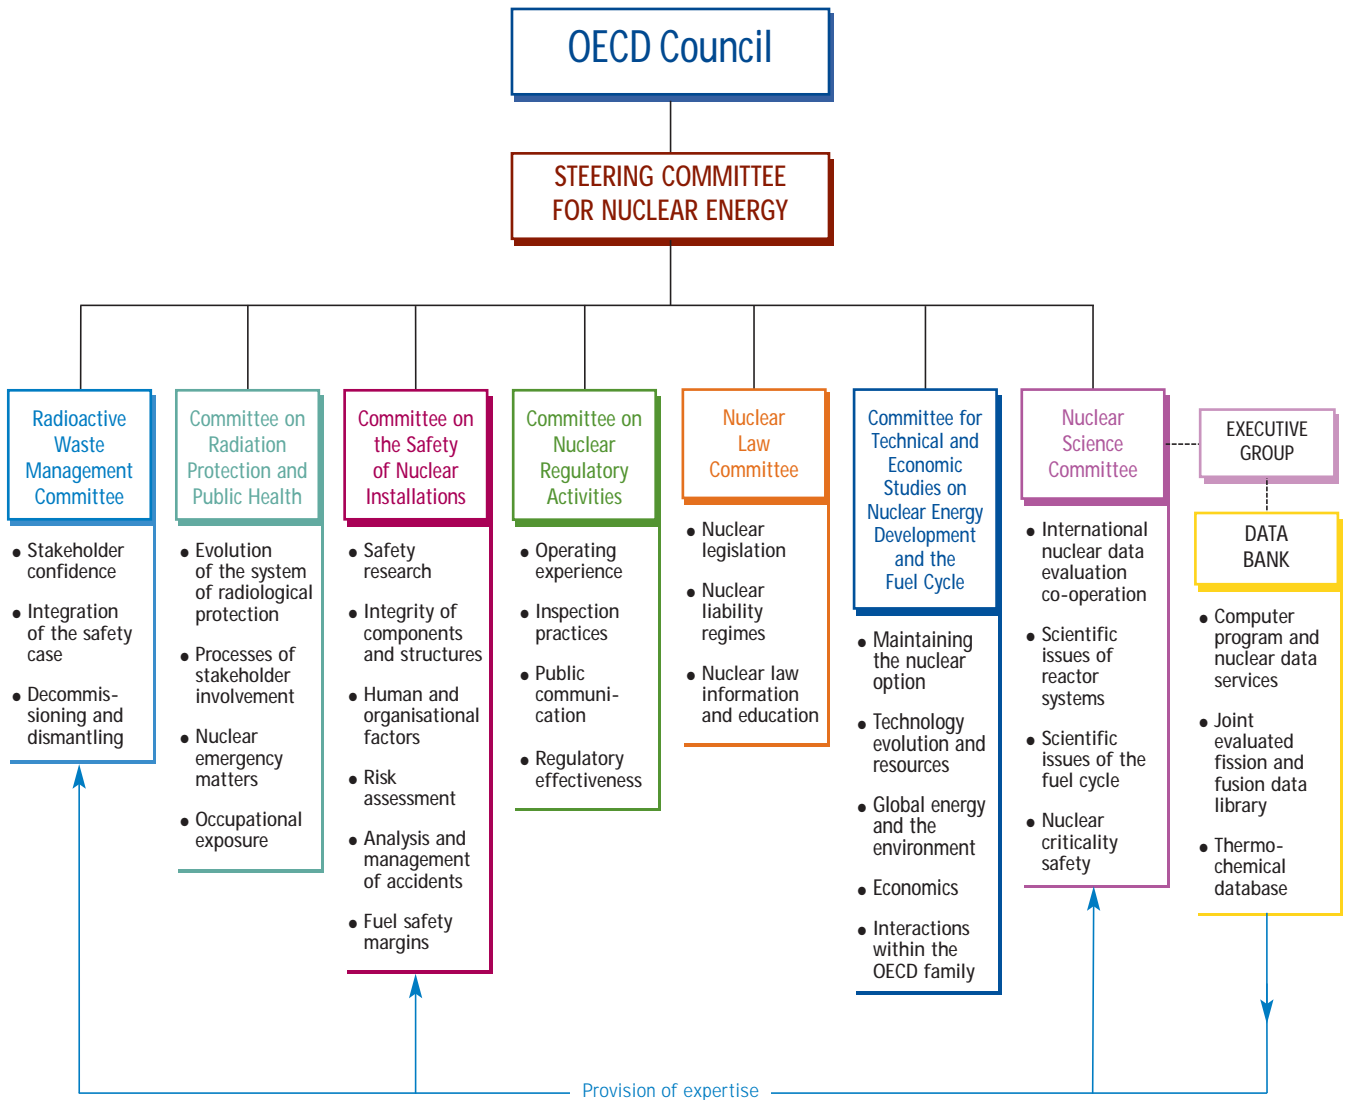 OECD Council
STEERING COMMITTEE
FOR NUCLEAR ENERGY
Radioactive
Waste
Management
Committee
• Stakeholder
confidence
• Integration
of the safety
case
• Decommis-
sioning and
dismantling
Committee on
Radiation
Protection and
Public Health
• Evolution
of the system
of radiological
protection
• Processes of
stakeholder
involvement
• Nuclear
emergency
matters
• Occupational
exposure
Committee on
the Safety
of Nuclear
Installations
• Safety
research
• Integrity of
components
and structures
• Human and
organisational
factors
• Risk
assessment
• Analysis and
management
of accidents
• Fuel safety
margins
Committee on
Nuclear
Regulatory
Activities
• Operating
experience
• Inspection
practices
• Public
communi-
cation
• Regulatory
effectiveness
Nuclear
Law
Committee
• Nuclear
legislation
• Nuclear
liability
regimes
• Nuclear law
information
and education
Committee for
Technical and
Economic
Studies on
Nuclear Energy
Development
and the
Fuel Cycle
• Maintaining
the nuclear
option
• Technology
evolution and
resources
• Global energy
and the
environment
• Economics
• Interactions
within the
OECD family
Nuclear
Science
Committee
• International
nuclear data
evaluation
co-operation
• Scientific
issues of
reactor
systems
• Scientific
issues of the
fuel cycle
• Nuclear
criticality
safety
EXECUTIVE
GROUP
DATA
BANK
• Computer
program and
nuclear data
services
• Joint
evaluated
fission and
fusion data
library
• Thermo-
chemical
database
Provision of expertise